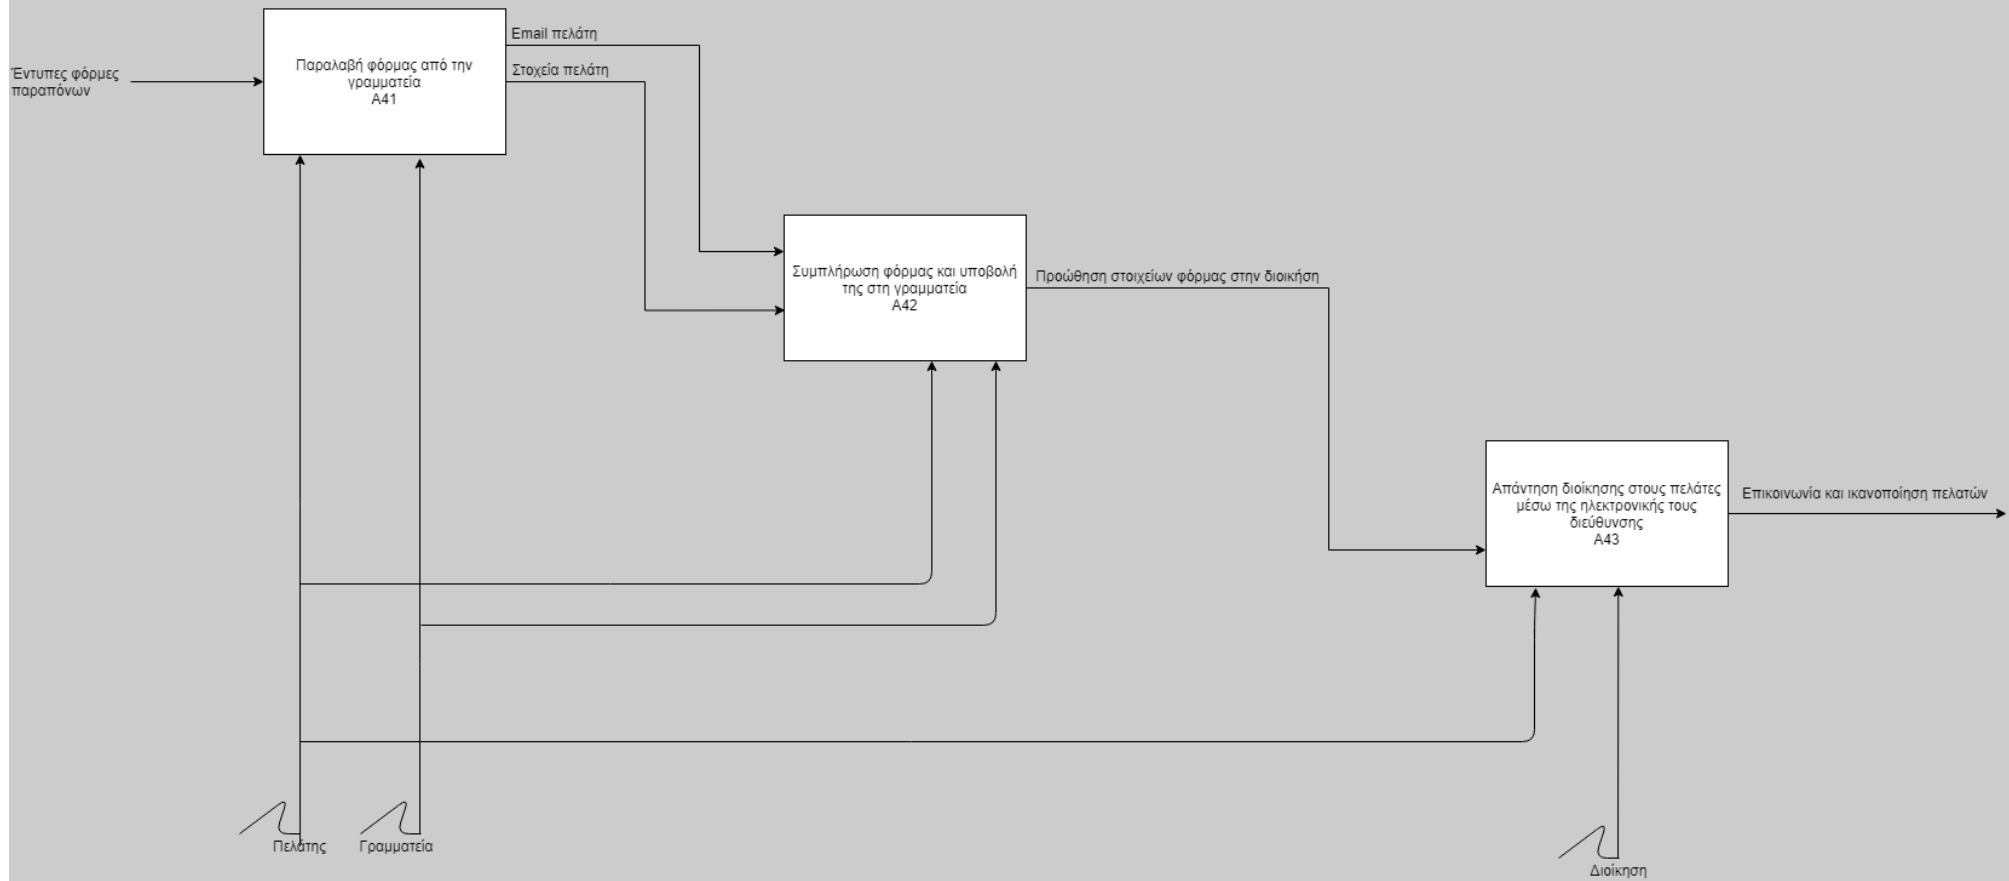 Έντυπες φόρμες
παραπόνων
Παραλαβή φόρμας από την
γραμματεία
A41
Email πελάτη
Στοχεία πελάτη
Συμπλήρωση φόρμας και υποβολή
της στη γραμματεία
A42
Προώθηση στοιχείων φόρμας στην διοικήση
Απάντηση διοίκησης στους πελάτες
μέσω της ηλεκτρονικής τους
διεύθυνσης
A43
Επικοινωνία και ικανοποίηση πελατών
Πελάτης
Γραμματεία
Διοίκηση